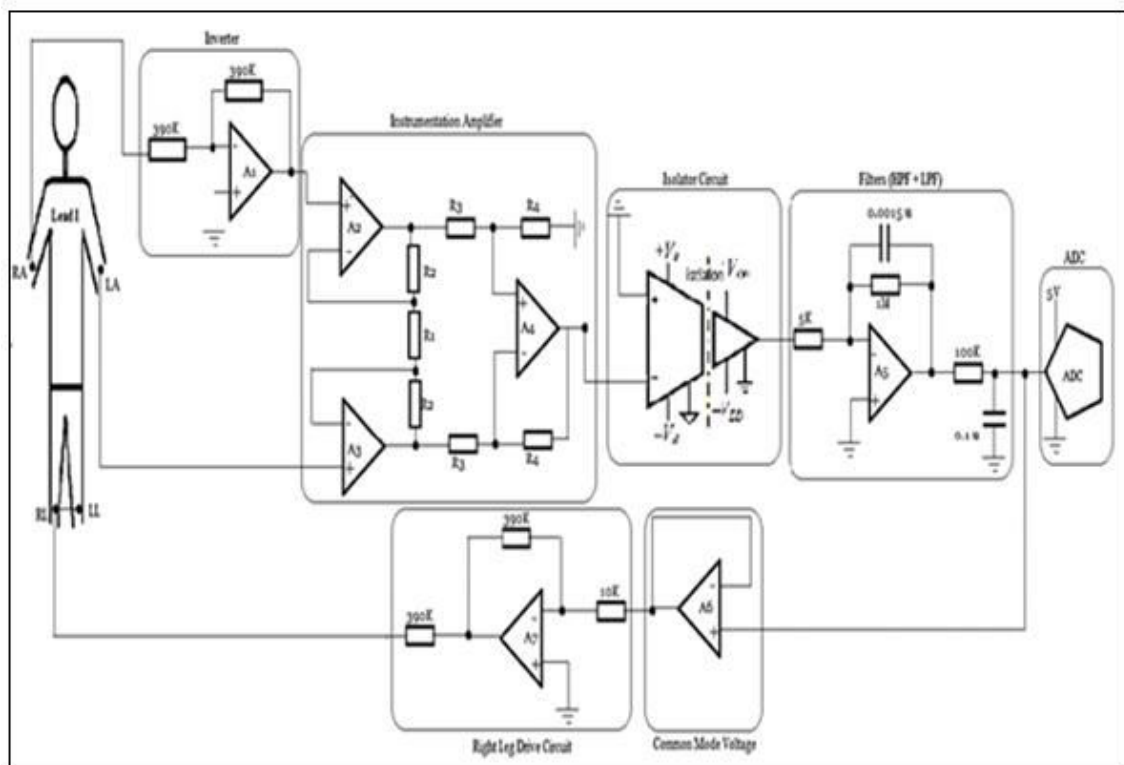 Inverter
390K
390K
-
+
A1
Lead I
RA
LA
RL
LL
Instrumentation Amplifier
+
A2
-
R3
R4
R2
R1
R2
+
A4
-
-
A3
+
R3
R4
Isolator Circuit
+Vd
isolation
+
-
-Vd
Filters (HPF + LPF)
0.0015 u
1M
5K
-
A5
+
100K
0.1 u
ADC
5V
ADC
390K
390K
-
A7
+
10K
Right Leg Drive Circuit
-
A6
+
Common Mode Voltage